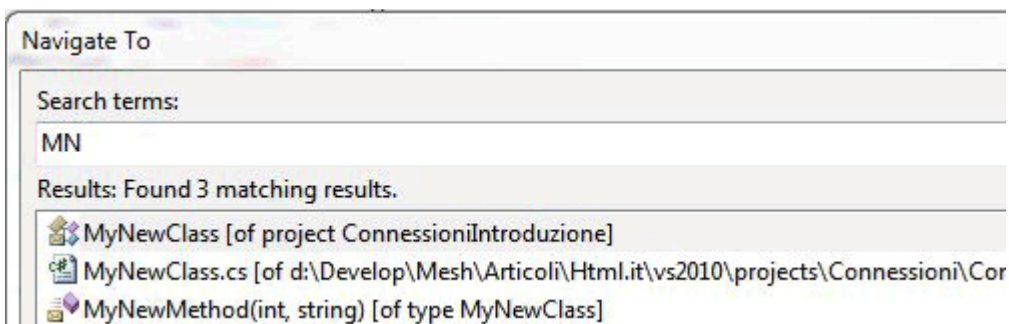 Navigate To
Search terms:
MN
Results: Found 3 matching results.
MyNewClass [of project ConnessioniIntroduzione]
MyNewClass.cs [of d:\Develop\Mesh\Articoli\Html.it\vs2010\projects\Connessioni\Cor
MyNewMethod(int, string) [of type MyNewClass]